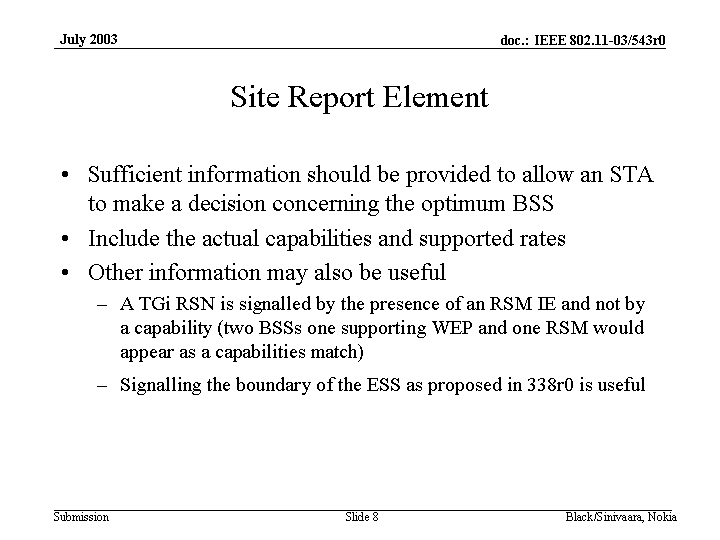 July 2003
doc. : IEEE 802. 11-03/543 r0
Site Report Element
• Sufficient information should be provided to allow an STA
to make a decision concerning the optimum BSS
• Include the actual capabilities and supported rates
• Other information may also be useful
– A TGi RSN is signalled by the presence of an RSM IE and not by
a capability (two BSSs one supporting WEP and one RSM would
appear as a capabilities match)
– Signalling the boundary of the ESS as proposed in 338 r0 is useful
Submission
Slide 8
Black/Sinivaara, Nokia